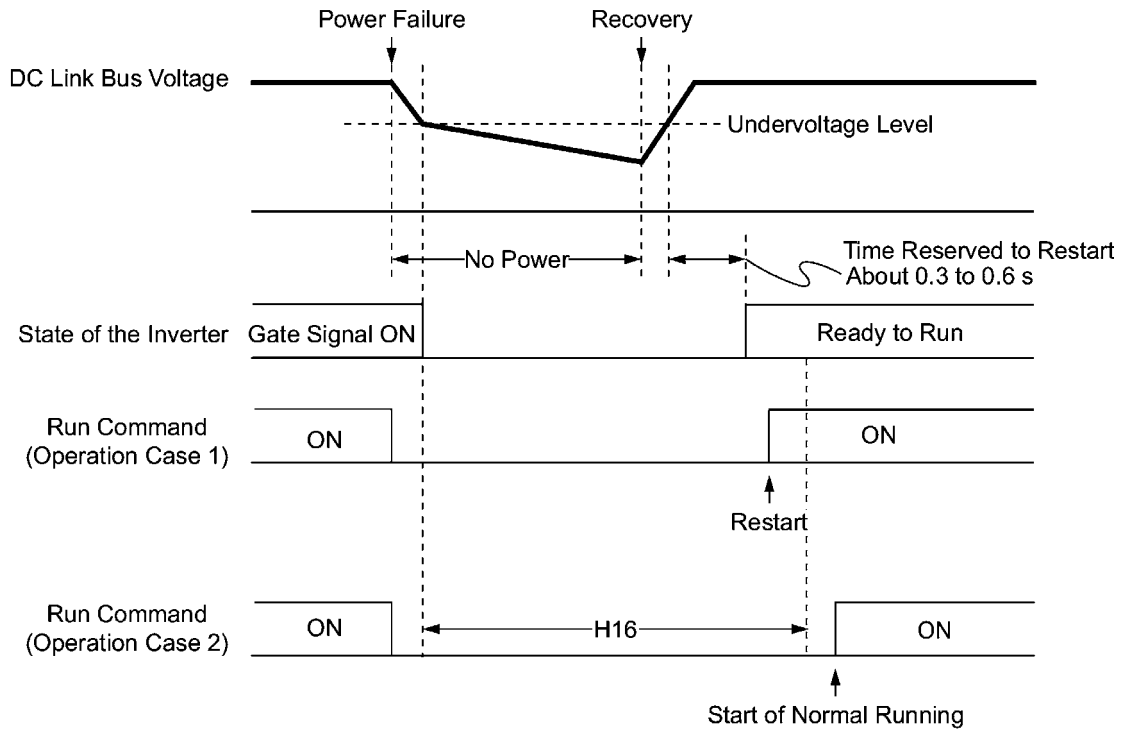 Power Failure
Recovery
DC Link Bus Voltage
Undervoltage Level
No Power
Time Reserved to Restart
About 0.3 to 0.6 s
State of the Inverter
Gate Signal ON
Ready to Run
Run Command
(Operation Case 1)
ON
ON
Restart
Run Command
(Operation Case 2)
ON
H16
ON
Start of Normal Running